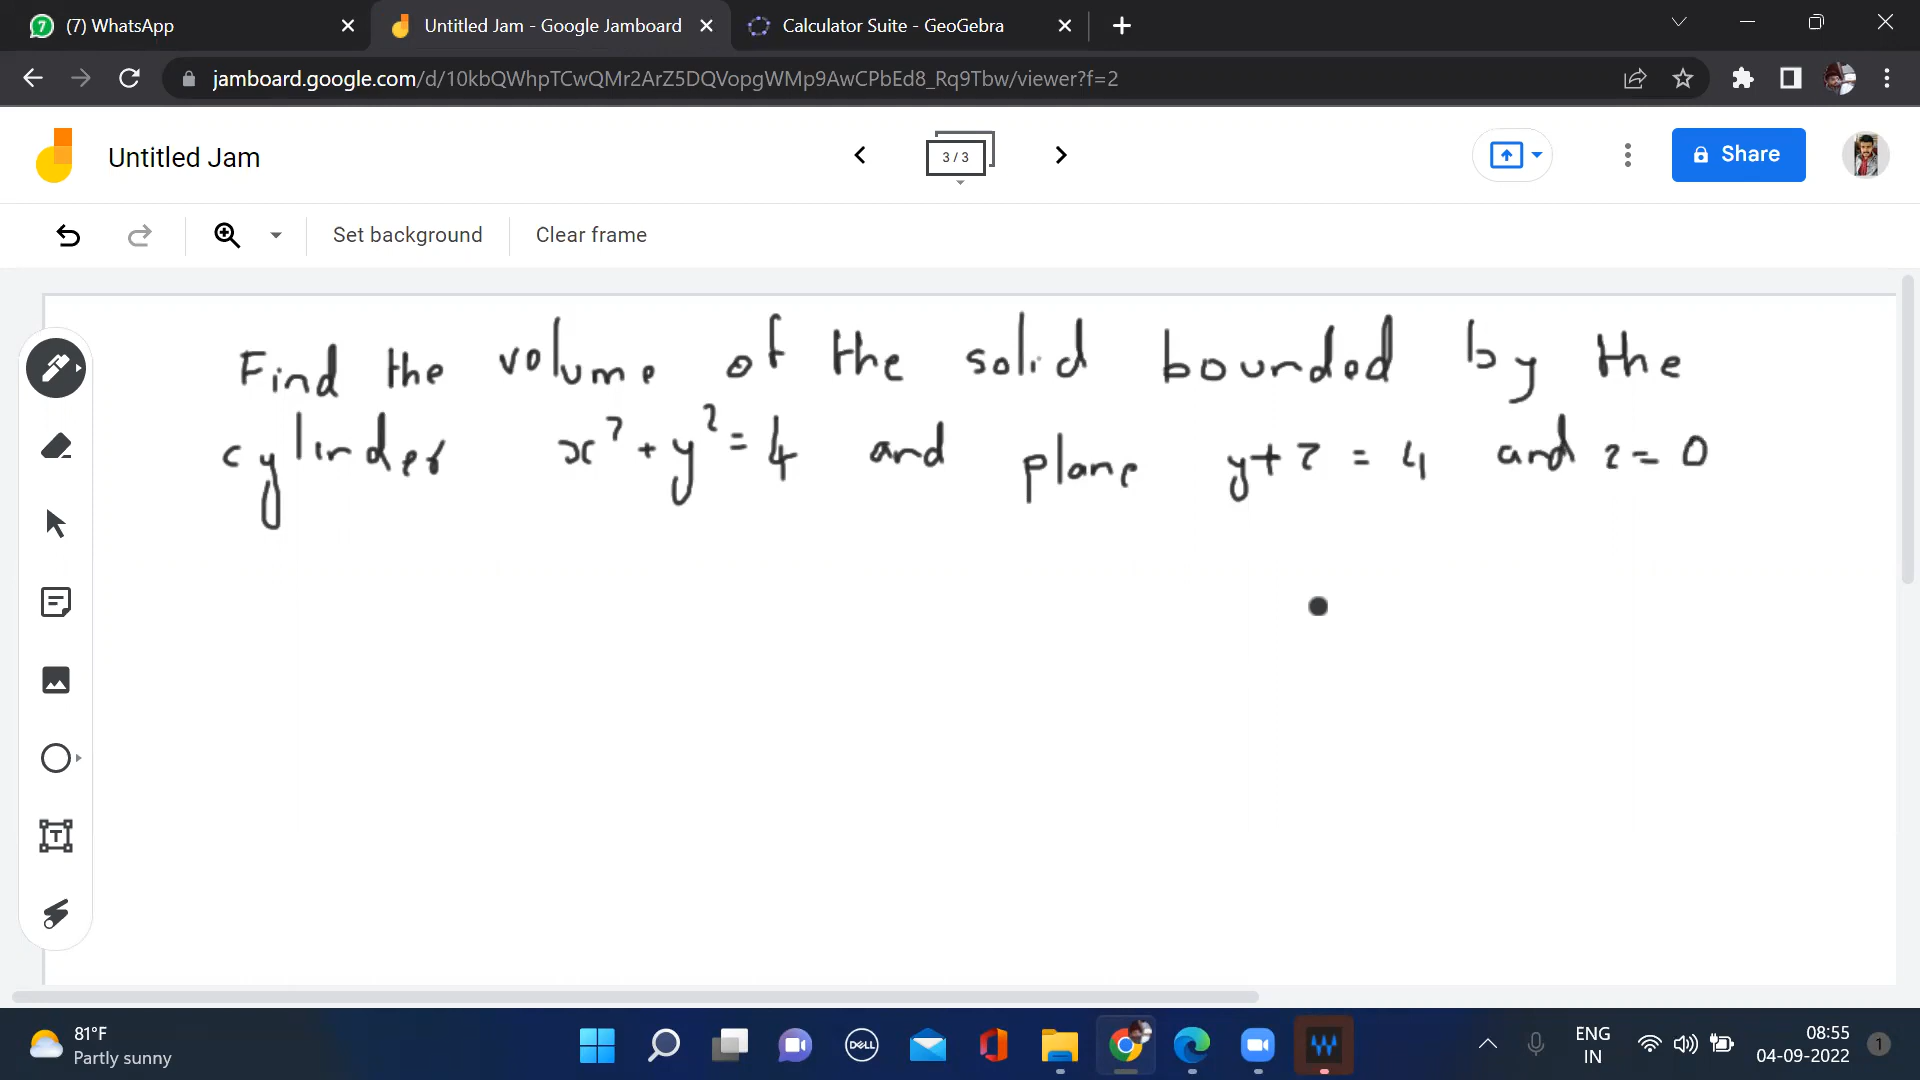 (7) WhatsApp
Untitled Jam - Google Jamboard
Calculator Suite - GeoGebra
jamboard.google.com/d/10kbQWhpTCwQMr2ArZ5DQVopgWMp9AwCPbEd8_Rq9Tbw/viewer?f=2
Untitled Jam
3 / 3
Share
Set background
Clear frame
Find the volume of the solid bounded by the
cylinder x² + y² = 4 and plane y + z = 4 and z = 0
81°F
Partly sunny
DELL
ENG
IN
08:55
04-09-2022
1